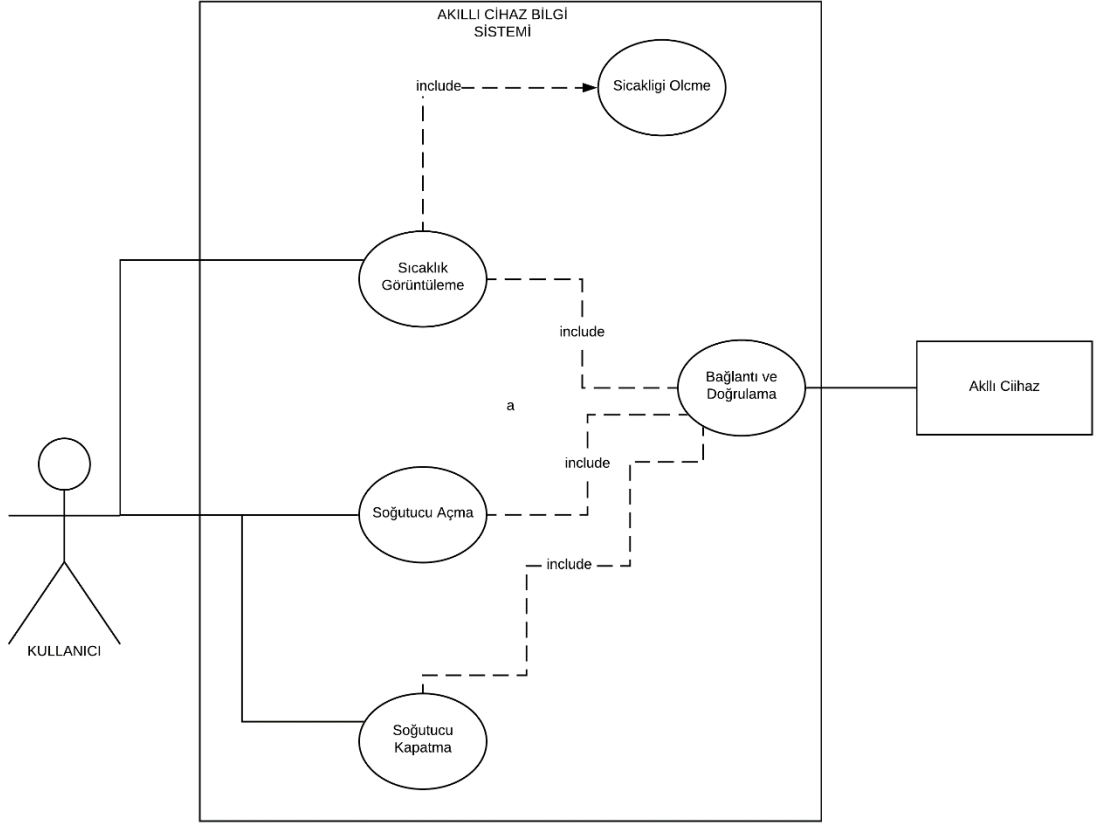 AKILLI CİHAZ BİLGİ
SİSTEMİ
include
Sicakligi Olcme
Sıcaklık
Görüntüleme
include
Bağlantı ve
Doğrulama
Akllı Ciihaz
a
include
Soğutucu Açma
include
KULLANICI
Soğutucu
Kapatma